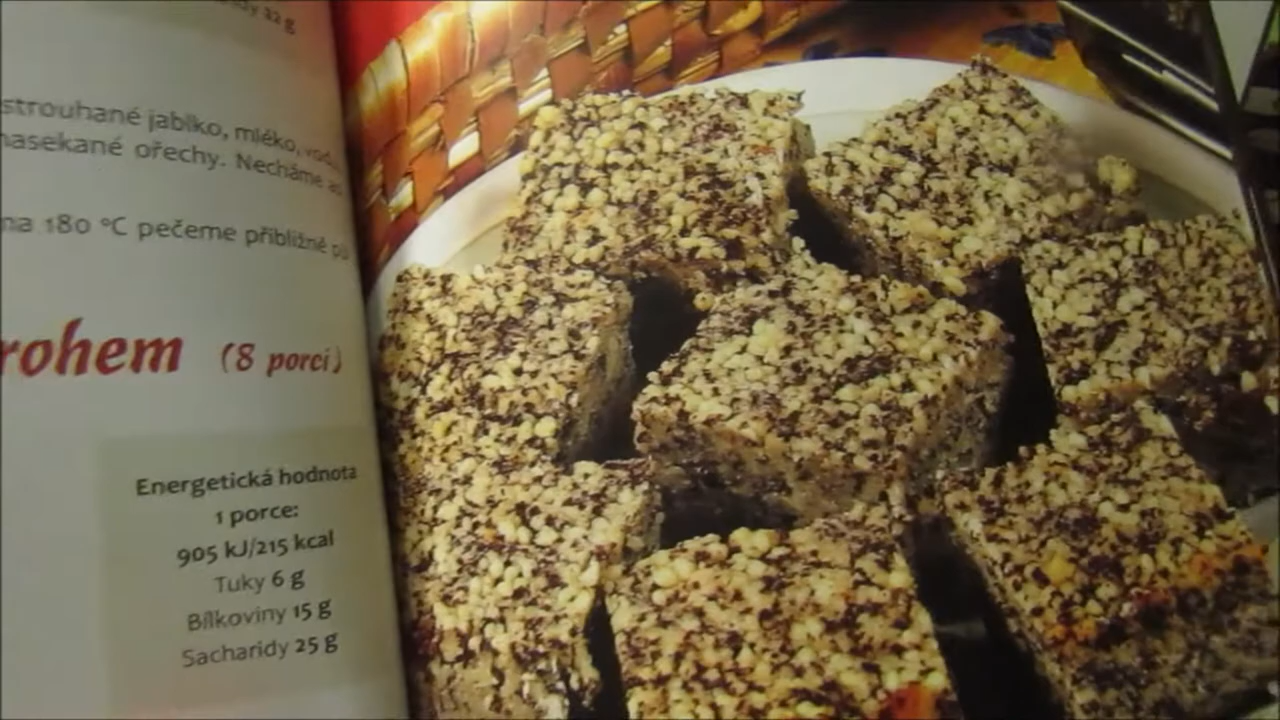 22 g
strouhané jablko, mléko,
nasekané ořechy. Necháme
na 180 °C pečeme přibližně
rohem (8 porcí)
Energetická hodnota
1 porce:
905 kJ/215 kcal
Tuky 6 g
Bílkoviny 15 g
Sacharidy 25 g